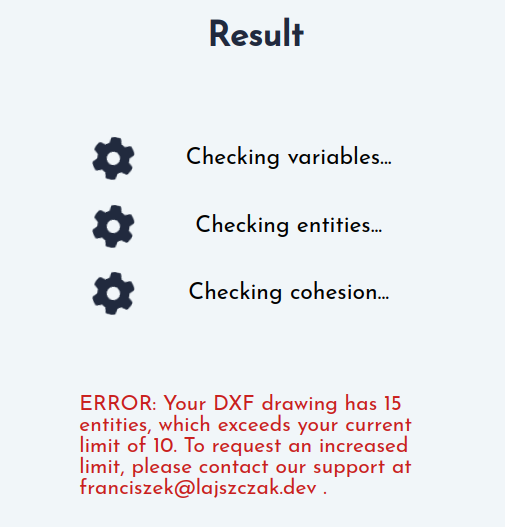 Result
Checking variables...
Checking entities...
Checking cohesion...
ERROR: Your DXF drawing has 15
entities, which exceeds your current
limit of 10. To request an increased
limit, please contact our support at
franciszek@lajszczak.dev .